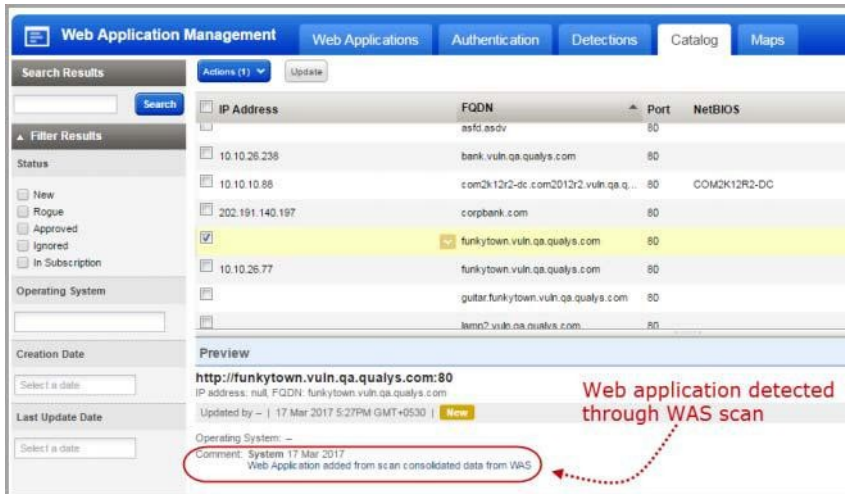 Web Application Management
Web Applications
Authentication
Detections
Catalog
Maps
Search Results
Search
Filter Results
Status
New
Rogue
Approved
Ignored
In Subscription
Operating System
Creation Date
Select a date
Last Update Date
Select a date
Actions (1)
Update
IP Address FQDN Port NetBIOS
asfd.asdv 80
10.10.26.238 bank.vuln.qa.qualys.com 80
10.10.10.88 com2k12r2-dc.com2012r2.vuln.qa.q... 80 COM2K12R2-DC
202.191.140.197 corpbank.com 80
funkytown.vuln.qa.qualys.com 80
10.10.26.77 funkytown.vuln.qa.qualys.com 80
guitar.funkytown.vuln.qa.qualys.com 80
lamp2.vuln.qa.qualys.com 80
Preview
http://funkytown.vuln.qa.qualys.com:80
IP address: null, FQDN: funkytown.vuln.qa.qualys.com
Updated by – | 17 Mar 2017 5:27PM GMT+0530 | New
Operating System: –
Comment: System 17 Mar 2017
Web Application added from scan consolidated data from WAS
Web application detected
through WAS scan